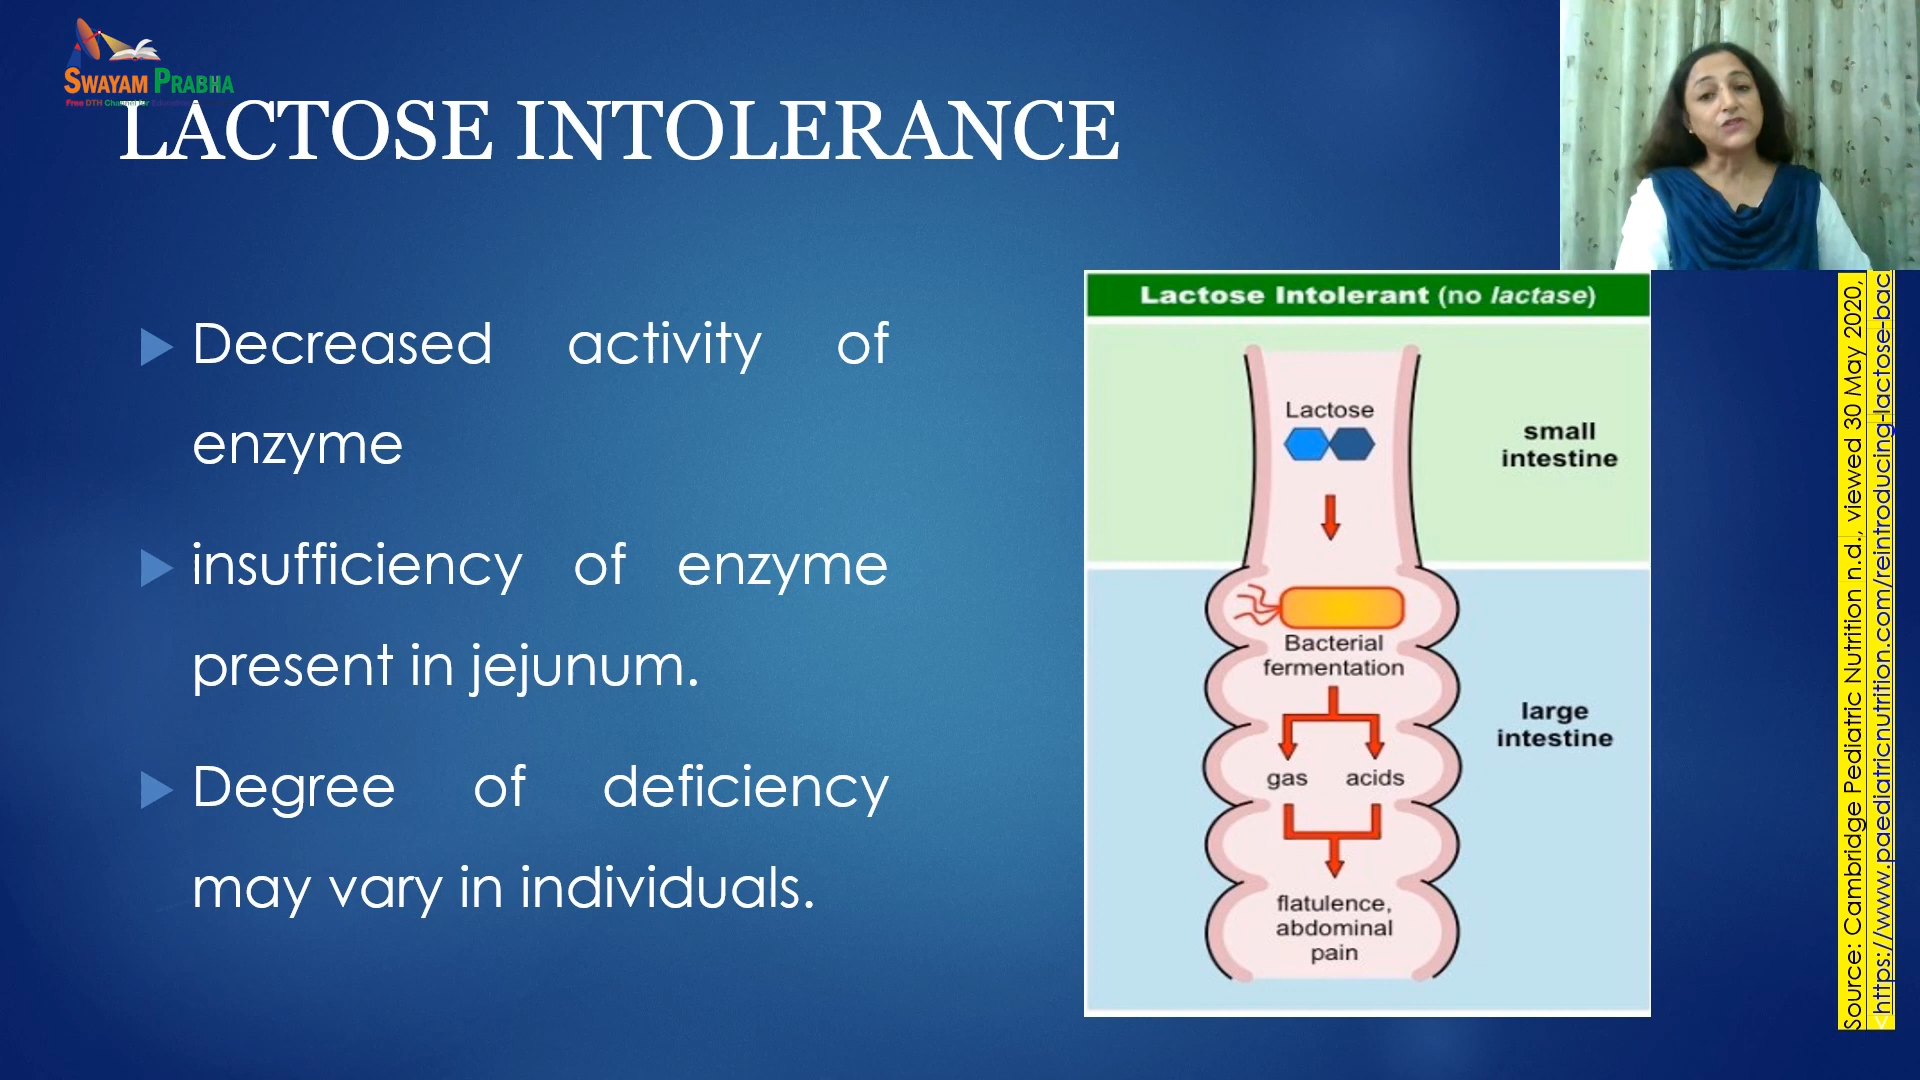 SWAYAM PRABHA
Free DTH Channel for Education
LACTOSE INTOLERANCE
Decreased activity of
enzyme
insufficiency of enzyme
present in jejunum.
Degree of deficiency
may vary in individuals.
Lactose Intolerant (no lactase)
Lactose
small
intestine
Bacterial
fermentation
large
intestine
gas acids
flatulence,
abdominal
pain
Source: Cambridge Pediatric Nutrition n.d., viewed 30 May 2020,
<https://www.paediatricnutrition.com/reintroducing-lactose-bac